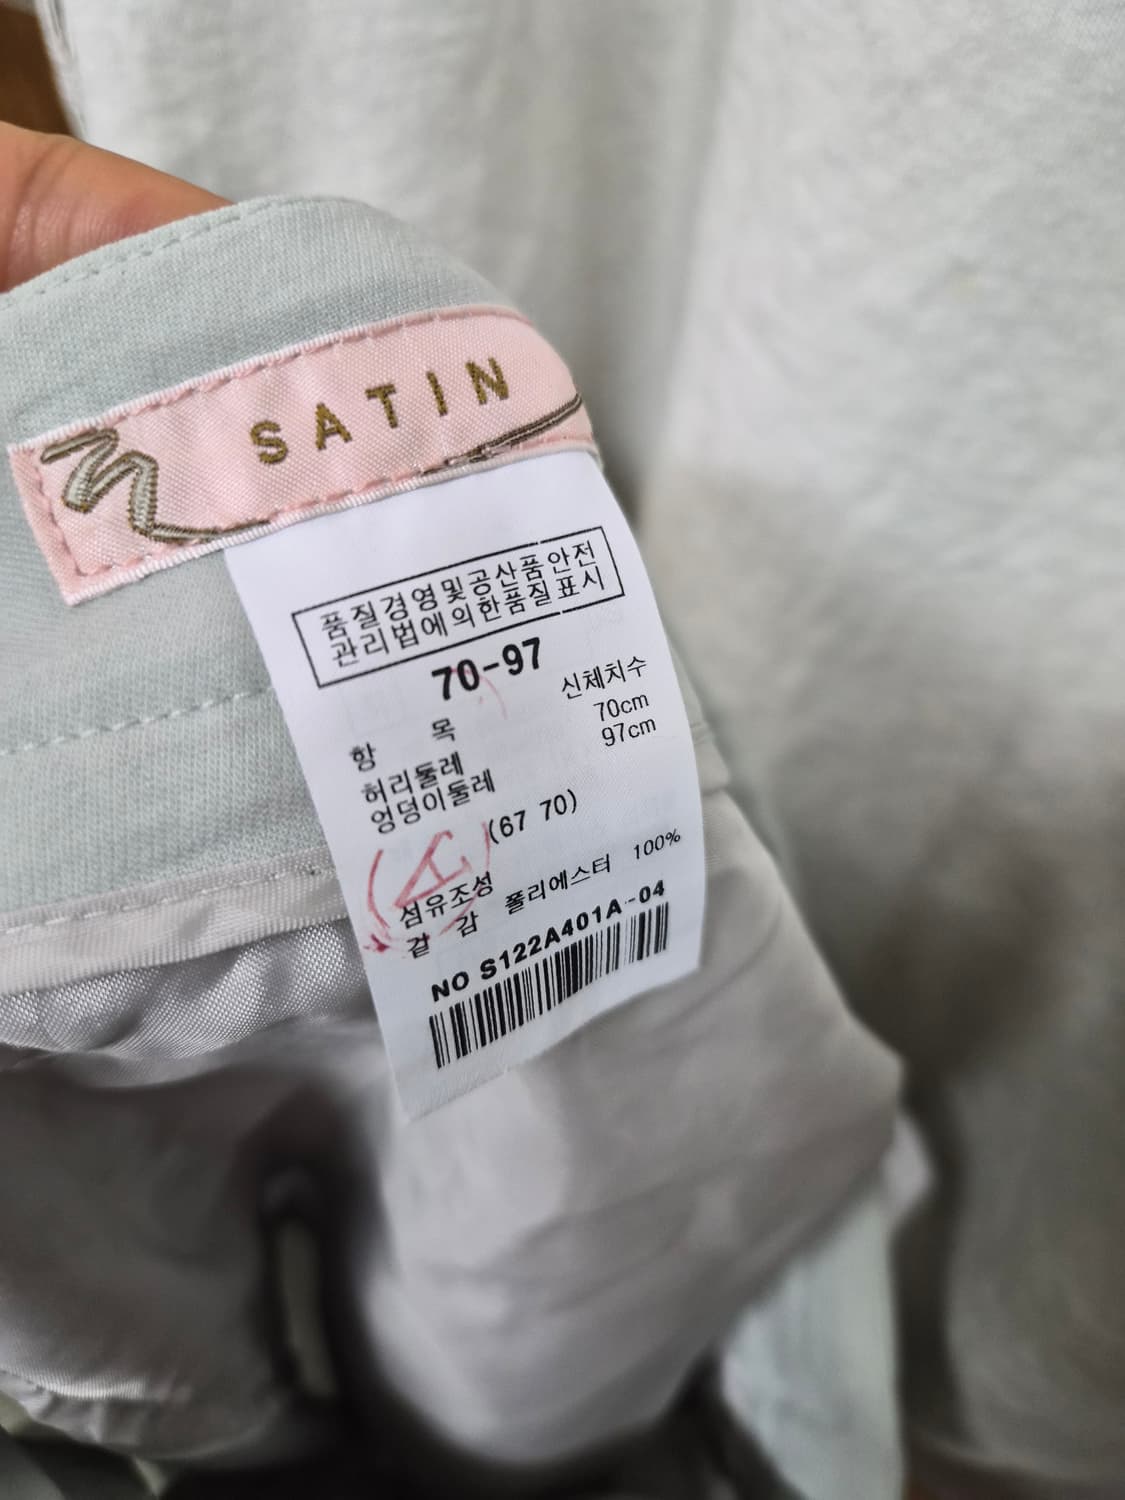 SATIN
품질경영및공산품안전
관리법에의한품질표시
70-97
항 목 신체치수
허리둘레 70cm
엉덩이둘레 97cm
(67 70)
섬유조성
겉 감 폴리에스터 100%
NO S122A401A-04